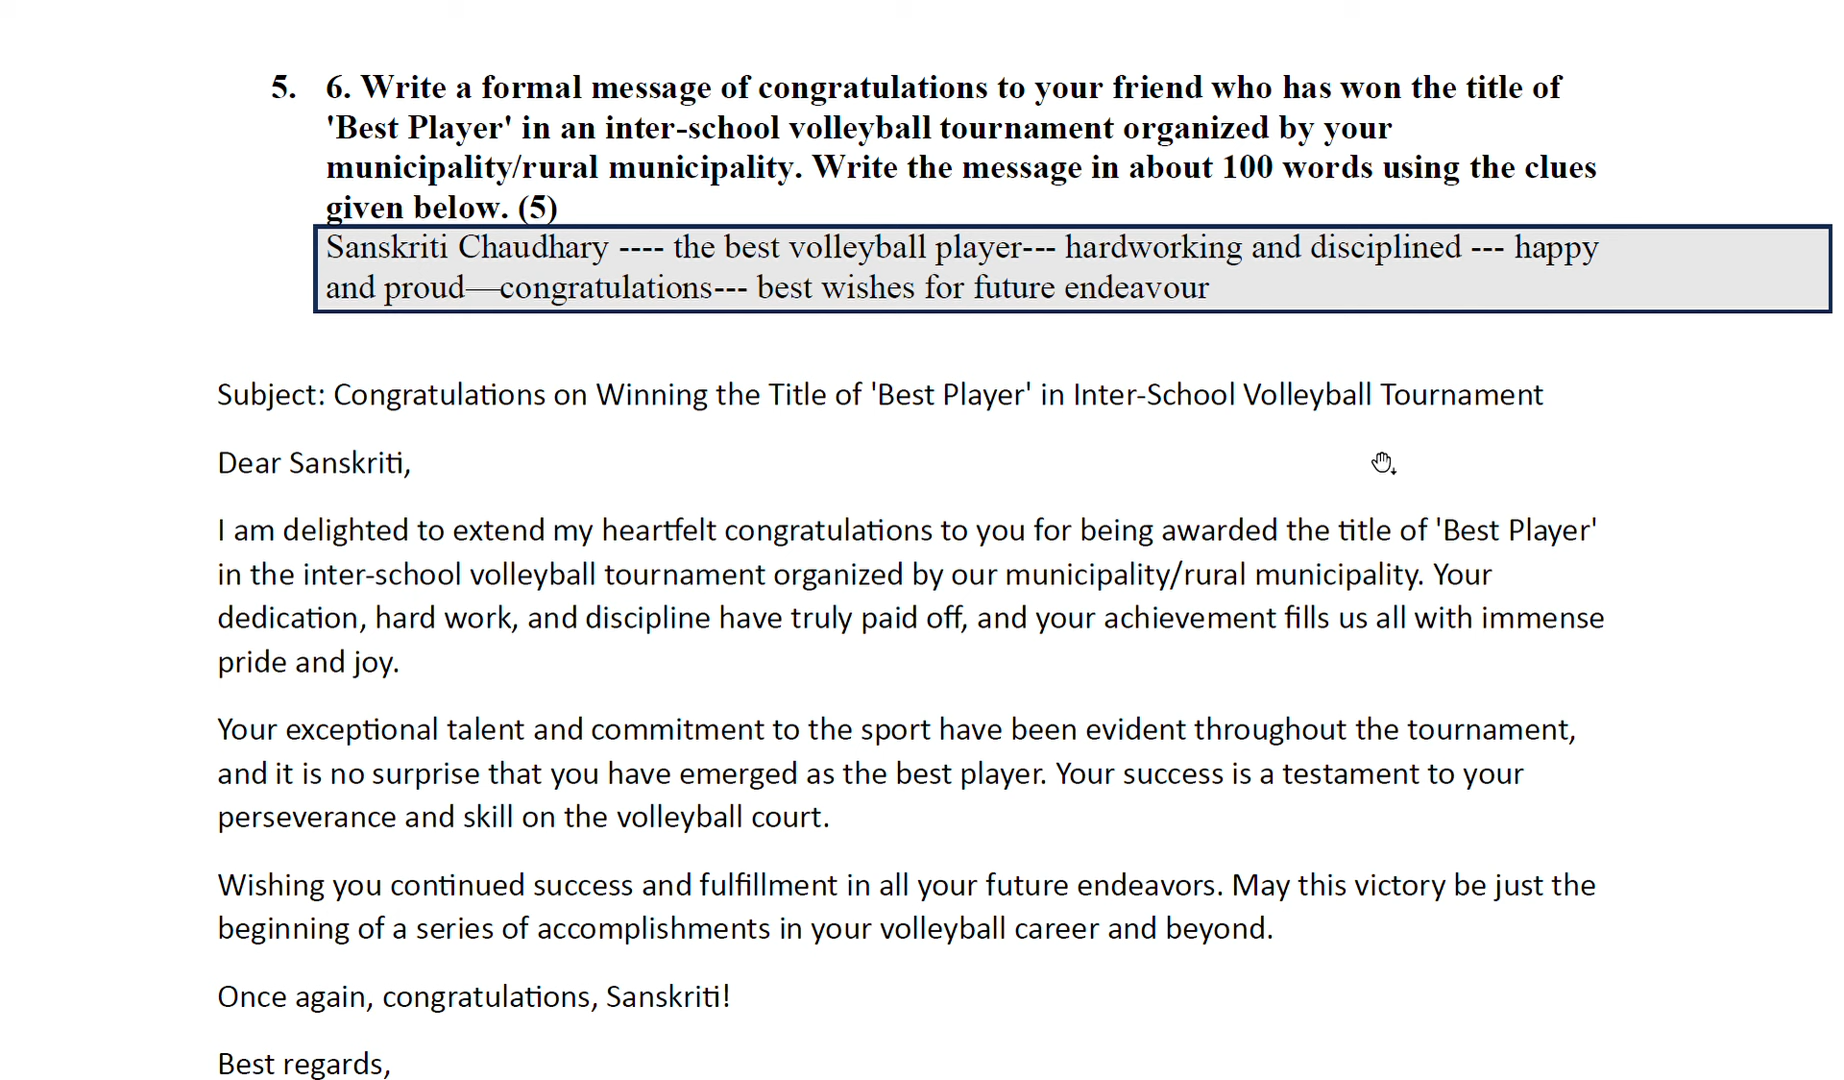 5. 6. Write a formal message of congratulations to your friend who has won the title of
'Best Player' in an inter-school volleyball tournament organized by your
municipality/rural municipality. Write the message in about 100 words using the clues
given below. (5)
Sanskriti Chaudhary ---- the best volleyball player--- hardworking and disciplined --- happy
and proud—congratulations--- best wishes for future endeavour
Subject: Congratulations on Winning the Title of 'Best Player' in Inter-School Volleyball Tournament
Dear Sanskriti,
I am delighted to extend my heartfelt congratulations to you for being awarded the title of 'Best Player'
in the inter-school volleyball tournament organized by our municipality/rural municipality. Your
dedication, hard work, and discipline have truly paid off, and your achievement fills us all with immense
pride and joy.
Your exceptional talent and commitment to the sport have been evident throughout the tournament,
and it is no surprise that you have emerged as the best player. Your success is a testament to your
perseverance and skill on the volleyball court.
Wishing you continued success and fulfillment in all your future endeavors. May this victory be just the
beginning of a series of accomplishments in your volleyball career and beyond.
Once again, congratulations, Sanskriti!
Best regards,